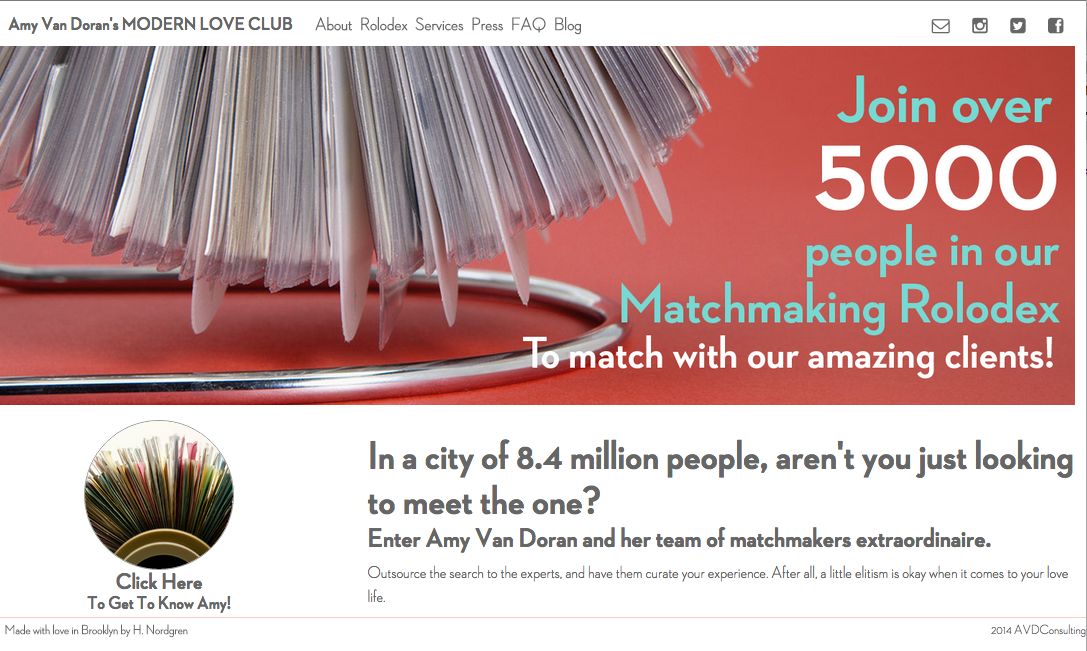 Amy Van Doran's MODERN LOVE CLUB About Rolodex Services Press FAQ Blog
Join over
5000
people in our
Matchmaking Rolodex
To match with our amazing clients!
Click Here
To Get To Know Amy!
In a city of 8.4 million people, aren't you just looking
to meet the one?
Enter Amy Van Doran and her team of matchmakers extraordinaire.
Outsource the search to the experts, and have them curate your experience. After all, a little elitism is okay when it comes to your love
life.
Made with love in Brooklyn by H. Nordgren
2014 AVDConsulting